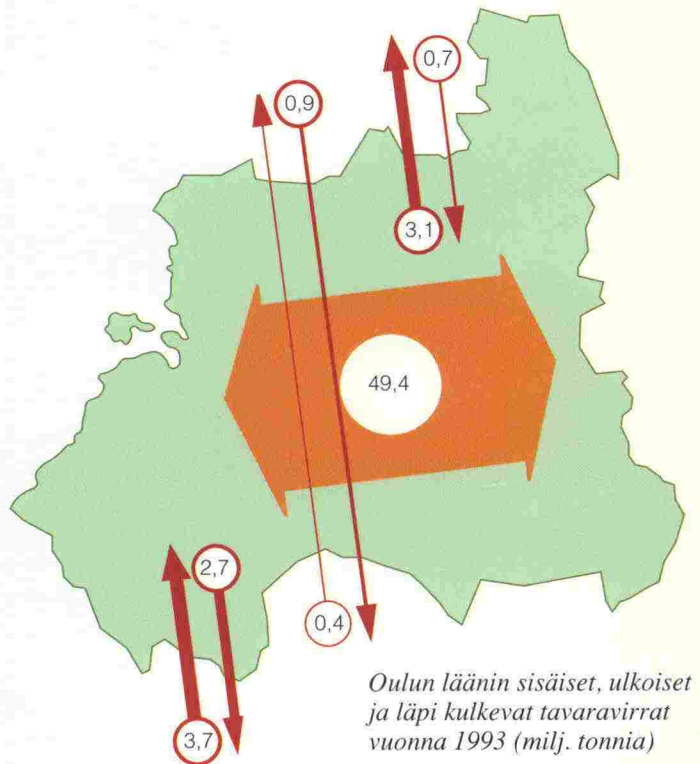 0,7
0,9
3,1
49,4
2,7
0,4
3,7
Oulun läänin sisäiset, ulkoiset
ja läpi kulkevat tavaravirrat
vuonna 1993 (milj. tonnia)